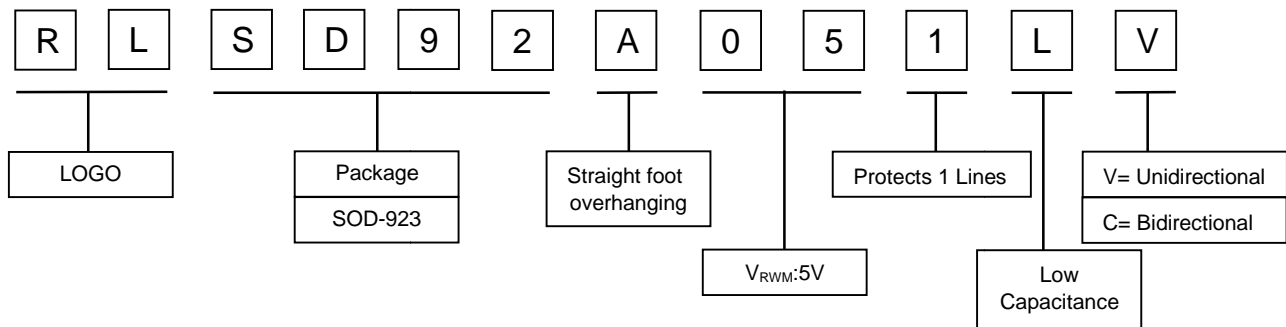 R L S D 9 2 A 0 5 1 L V
LOGO
Package
SOD-923
Straight foot
overhanging
V_RWM:5V
Protects 1 Lines
Low
Capacitance
V= Unidirectional
C= Bidirectional